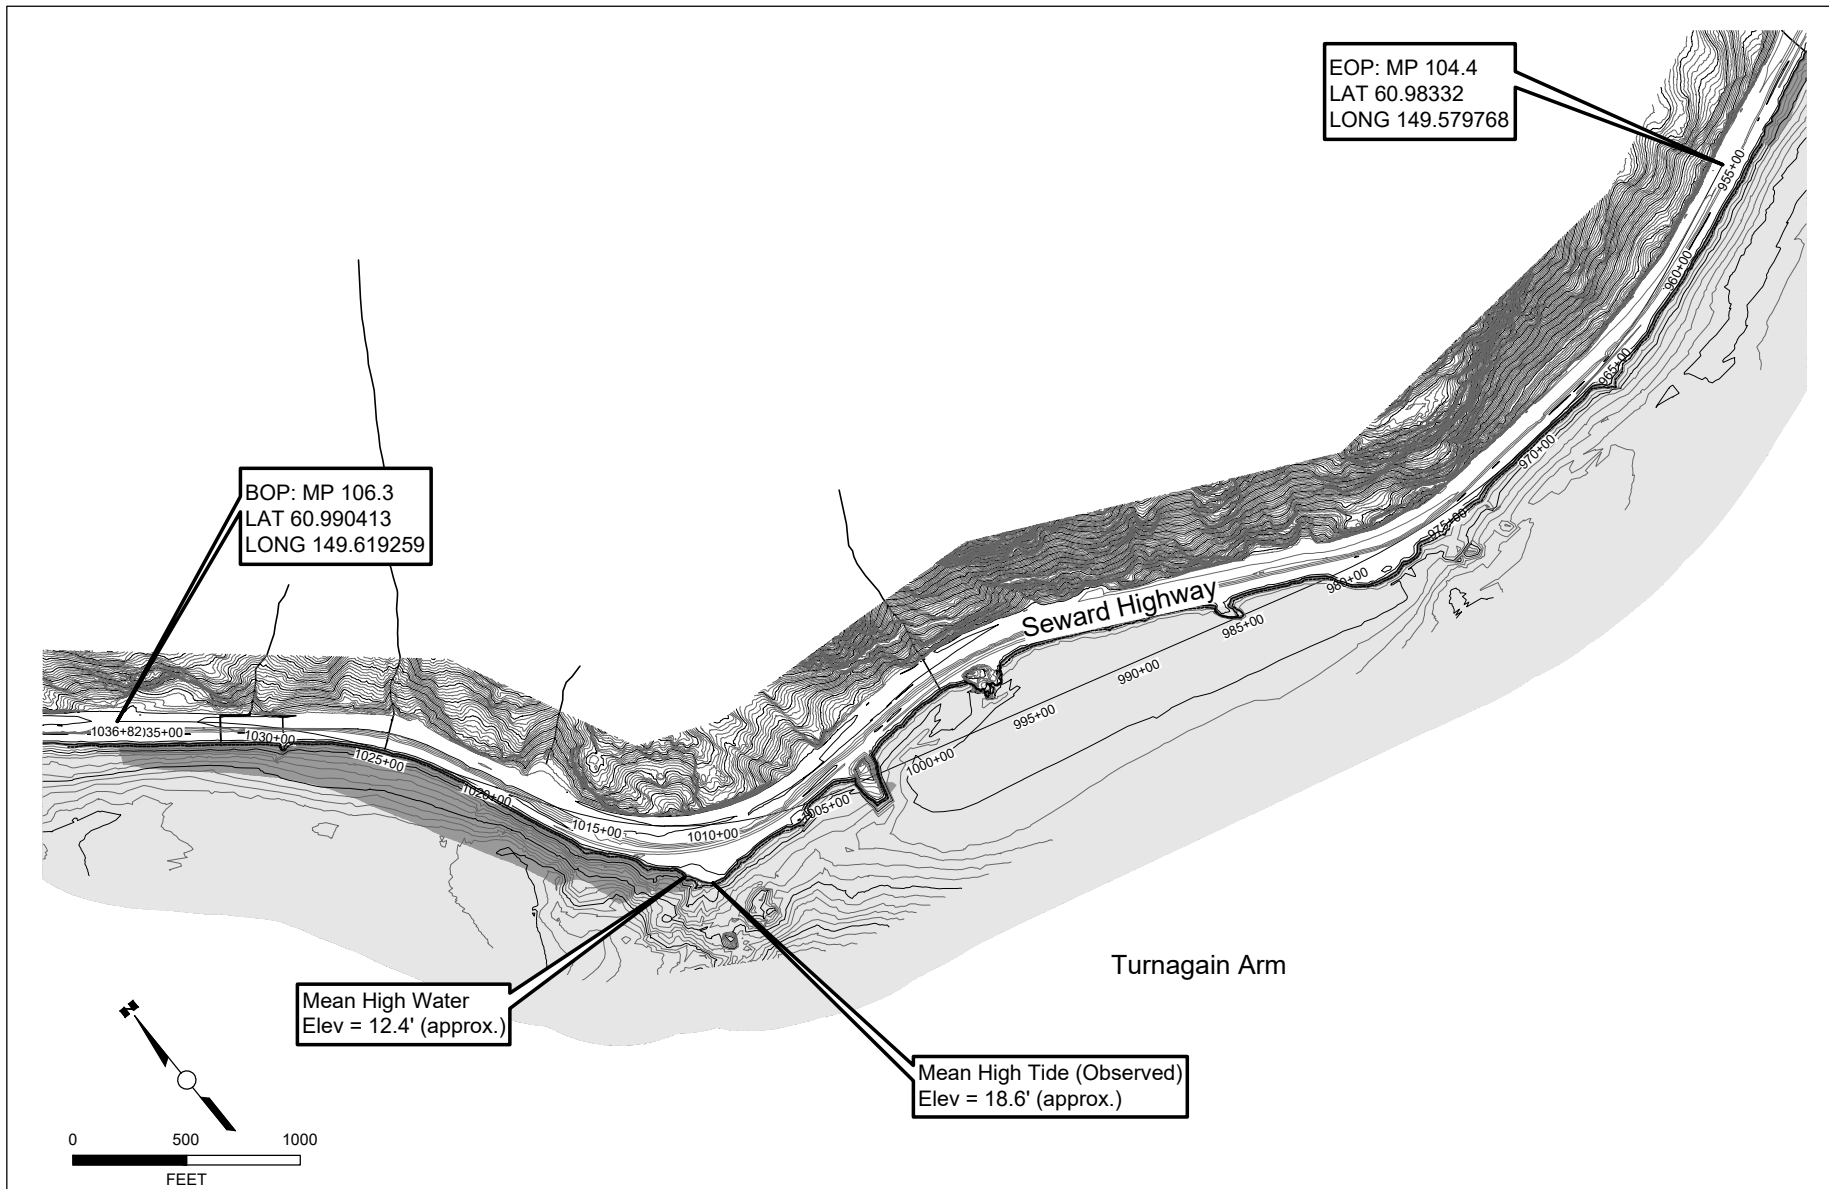 EOP: MP 104.4
LAT 60.98332
LONG 149.579768
955+00
960+00
965+00
970+00
975+00
980+00
985+00
990+00
995+00
1000+00
1005+00
1010+00
1015+00
1020+00
1025+00
1030+00
1036+82
35+00
Seward Highway
BOP: MP 106.3
LAT 60.990413
LONG 149.619259
Turnagain Arm
Mean High Water
Elev = 12.4' (approx.)
Mean High Tide (Observed)
Elev = 18.6' (approx.)
N
0 500 1000
FEET